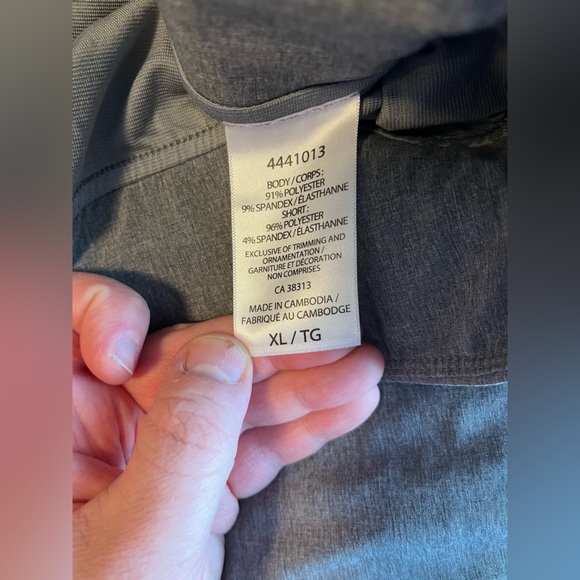 4441013
BODY / CORPS:
91% POLYESTER
9% SPANDEX / ÉLASTHANNE
SHORT:
96% POLYESTER
4% SPANDEX / ÉLASTHANNE
EXCLUSIVE OF TRIMMING AND
ORNAMENTATION /
GARNITURE ET DÉCORATION
NON COMPRISES
CA 38313
MADE IN CAMBODIA /
FABRIQUÉ AU CAMBODGE
XL / TG